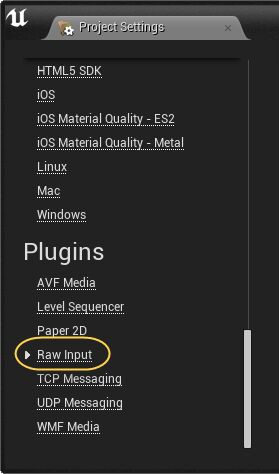 Project Settings
HTML5 SDK
iOS
iOS Material Quality - ES2
iOS Material Quality - Metal
Linux
Mac
Windows
Plugins
AVF Media
Level Sequencer
Paper 2D
Raw Input
TCP Messaging
UDP Messaging
WMF Media